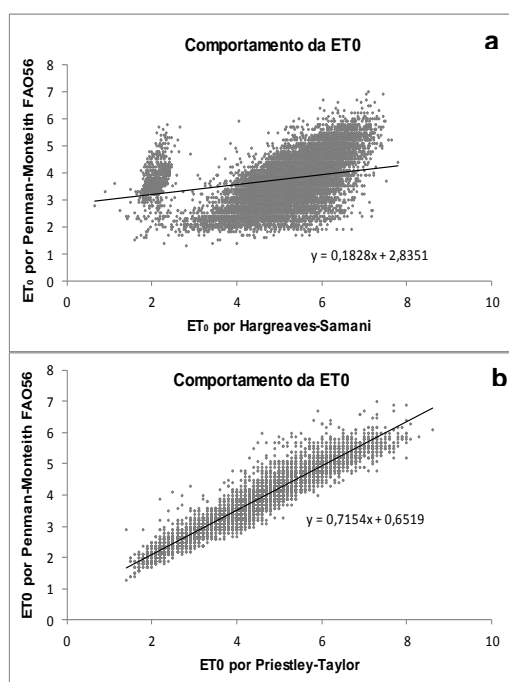 Comportamento da ET0
a
8
7
6
5
4
3
2
1
0
ET₀ por Penman-Monteith FAO56
y = 0,1828x + 2,8351
0 2 4 6 8 10
ET₀ por Hargreaves-Samani
Comportamento da ET0
b
8
7
6
5
4
3
2
1
0
ET0 por Penman-Monteith FAO56
y = 0,7154x + 0,6519
0 2 4 6 8 10
ET0 por Priestley-Taylor